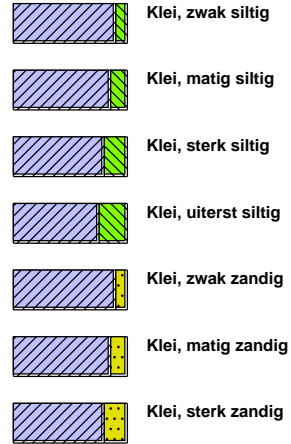 Klei, zwak siltig
Klei, matig siltig
Klei, sterk siltig
Klei, uiterst siltig
Klei, zwak zandig
Klei, matig zandig
Klei, sterk zandig